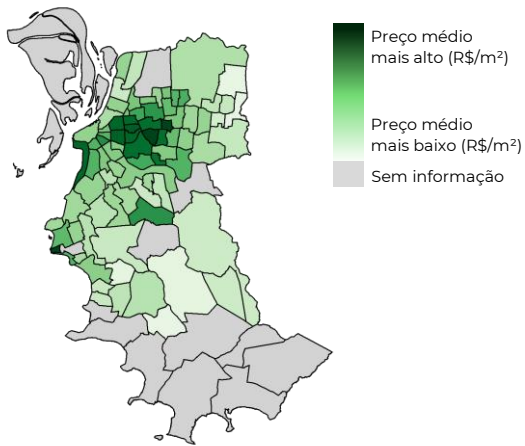 Preço médio
mais alto (R$/m²)
Preço médio
mais baixo (R$/m²)
Sem informação